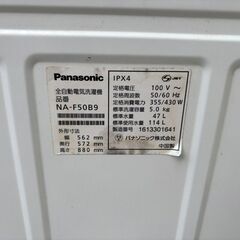 Panasonic
全自動電気洗濯機
品番
NA-F50B9
外形寸法
幅 562 mm
奥行 572 mm
高さ 880 mm
IPX4
JET
定格電圧 100 V~
定格周波数 50/60 Hz
定格消費電力 355/430 W
標準洗濯容量 5.0 kg
標準水量 47 L
標準使用水量 114 L
製造番号 1613301641
パナソニック株式会社
中国製